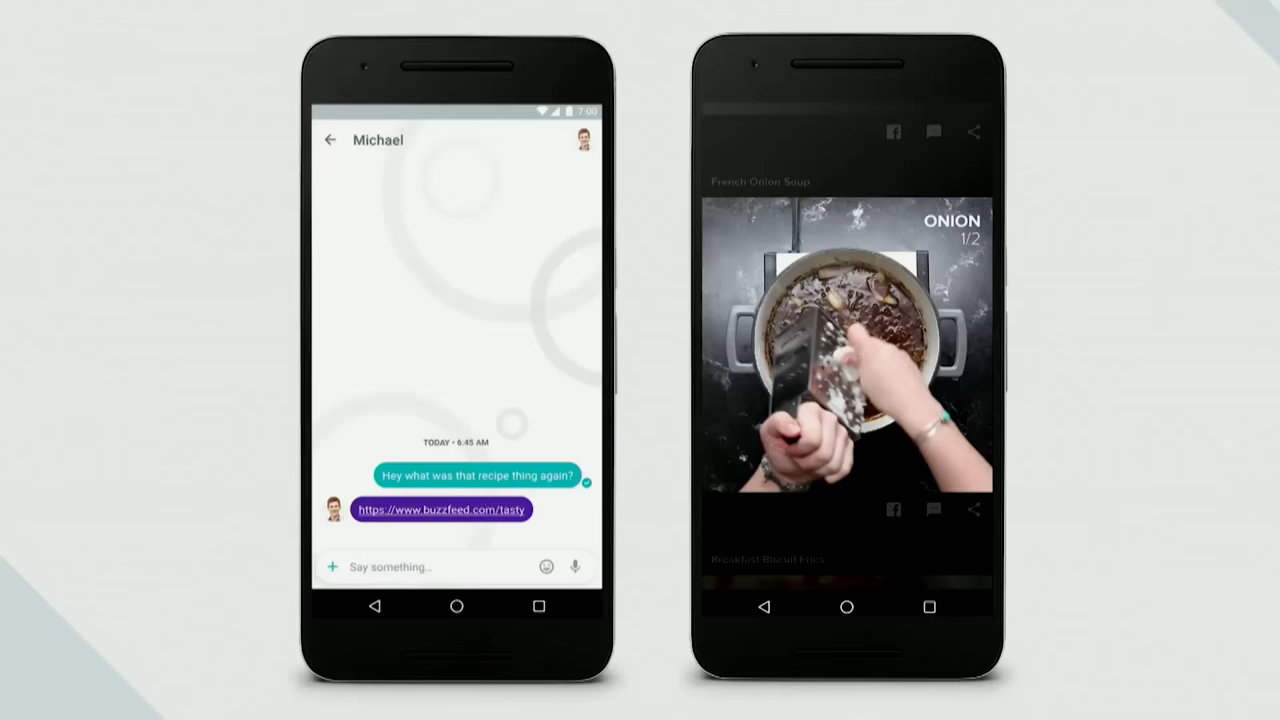 7:00
Michael
TODAY • 6:45 AM
Hey what was that recipe thing again?
https://www.buzzfeed.com/tasty
Say something...
French Onion Soup
ONION
1/2
Breakfast Biscuit Fries